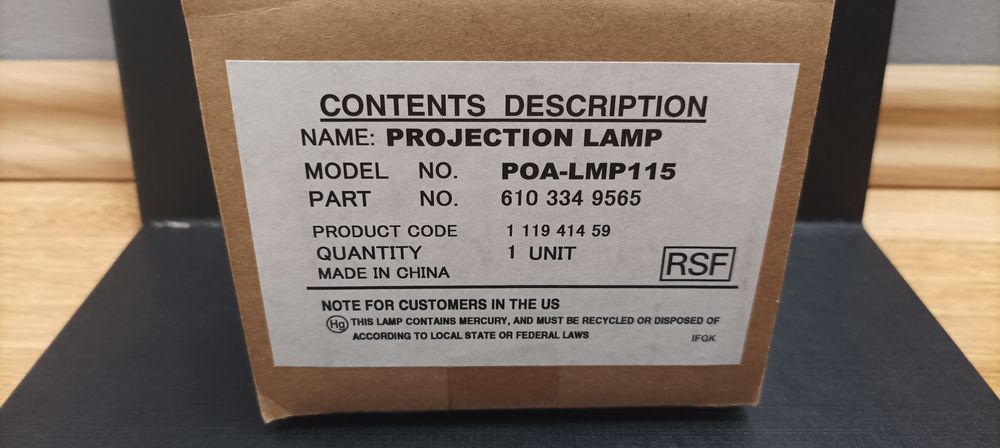 CONTENTS DESCRIPTION
NAME: PROJECTION LAMP
MODEL NO. POA-LMP115
PART NO. 610 334 9565
PRODUCT CODE 1 119 414 59
QUANTITY 1 UNIT
MADE IN CHINA
RSF
NOTE FOR CUSTOMERS IN THE US
Hg THIS LAMP CONTAINS MERCURY, AND MUST BE RECYCLED OR DISPOSED OF
ACCORDING TO LOCAL STATE OR FEDERAL LAWS
IFGK